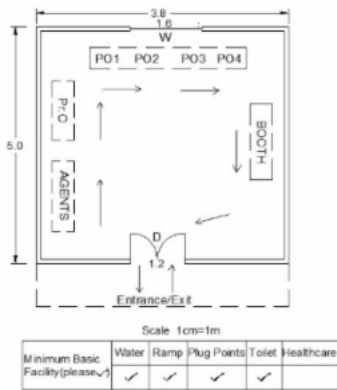 3.8
1.6
W
PO1 PO2 PO3 PO4
Pr.O
BOOTH
5.0
AGENTS
D
1.2
Entrance/Exit
Scale 1cm=1m
Minimum Basic Facility(please✓) Water Ramp Plug Points Toilet Healthcare
✓ ✓ ✓ ✓